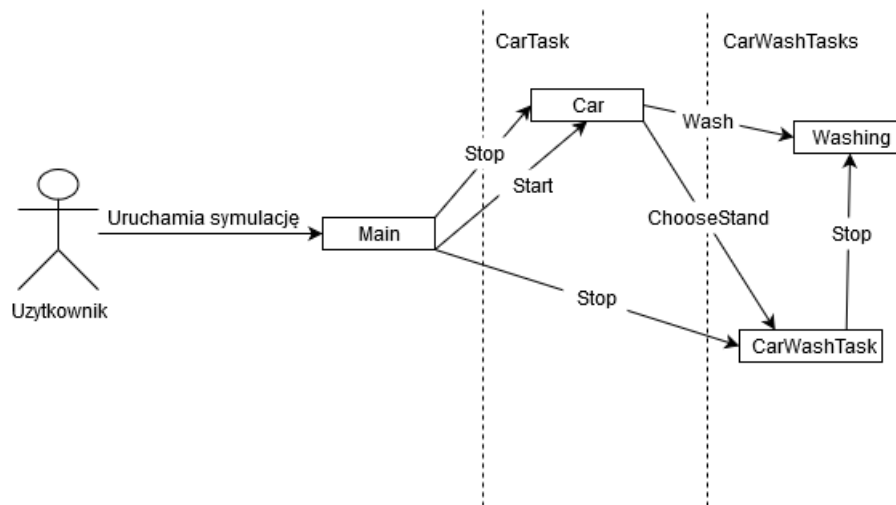 CarTask
CarWashTasks
Car
Wash
Washing
Stop
Start
Uruchamia symulację
Main
ChooseStand
Stop
Stop
Uzytkownik
CarWashTask